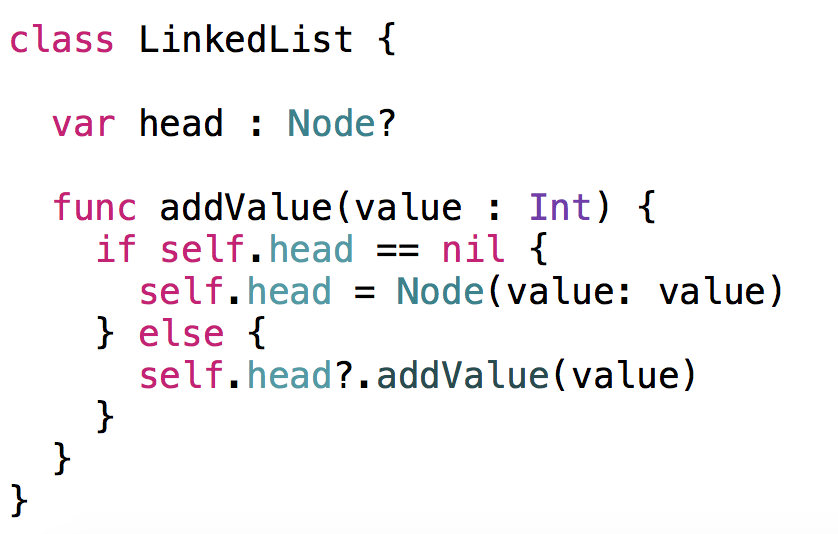 class LinkedList {
var head : Node?
func addValue(value : Int) {
if self.head == nil {
self.head = Node(value: value)
} else {
self.head?.addValue(value)
}
}
}